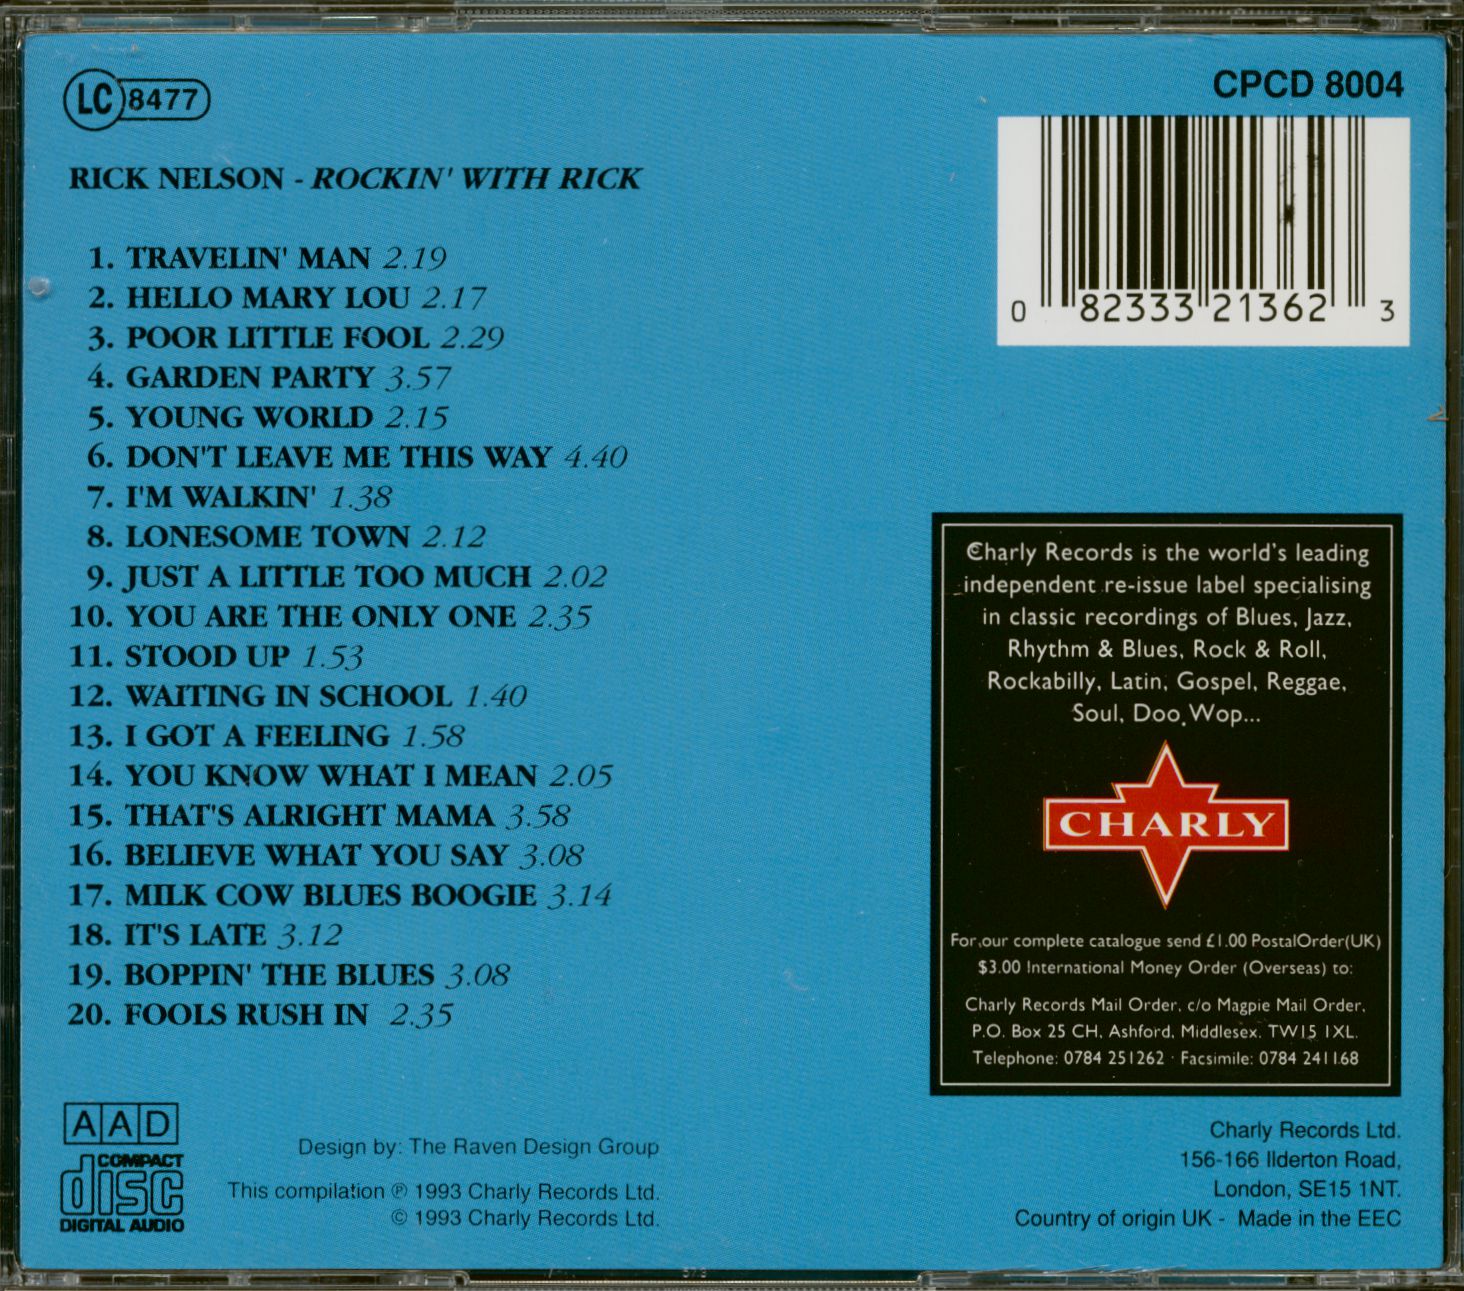 LC 8477
CPCD 8004
0 82333 21362 3
RICK NELSON - ROCKIN' WITH RICK
1. TRAVELIN' MAN 2.19
2. HELLO MARY LOU 2.17
3. POOR LITTLE FOOL 2.29
4. GARDEN PARTY 3.57
5. YOUNG WORLD 2.15
6. DON'T LEAVE ME THIS WAY 4.40
7. I'M WALKIN' 1.38
8. LONESOME TOWN 2.12
9. JUST A LITTLE TOO MUCH 2.02
10. YOU ARE THE ONLY ONE 2.35
11. STOOD UP 1.53
12. WAITING IN SCHOOL 1.40
13. I GOT A FEELING 1.58
14. YOU KNOW WHAT I MEAN 2.05
15. THAT'S ALRIGHT MAMA 3.58
16. BELIEVE WHAT YOU SAY 3.08
17. MILK COW BLUES BOOGIE 3.14
18. IT'S LATE 3.12
19. BOPPIN' THE BLUES 3.08
20. FOOLS RUSH IN 2.35
Charly Records is the world's leading
independent re-issue label specialising
in classic recordings of Blues, Jazz,
Rhythm & Blues, Rock & Roll,
Rockabilly, Latin, Gospel, Reggae,
Soul, Doo Wop...
CHARLY
For our complete catalogue send £1.00 PostalOrder(UK)
$3.00 International Money Order (Overseas) to:
Charly Records Mail Order, c/o Magpie Mail Order,
P.O. Box 25 CH, Ashford, Middlesex. TW15 1XL.
Telephone: 0784 251262 · Facsimile: 0784 241168
AAD
COMPACT
disc
DIGITAL AUDIO
Design by: The Raven Design Group
This compilation ℗ 1993 Charly Records Ltd.
© 1993 Charly Records Ltd.
Charly Records Ltd.
156-166 Ilderton Road,
London, SE15 1NT.
Country of origin UK - Made in the EEC